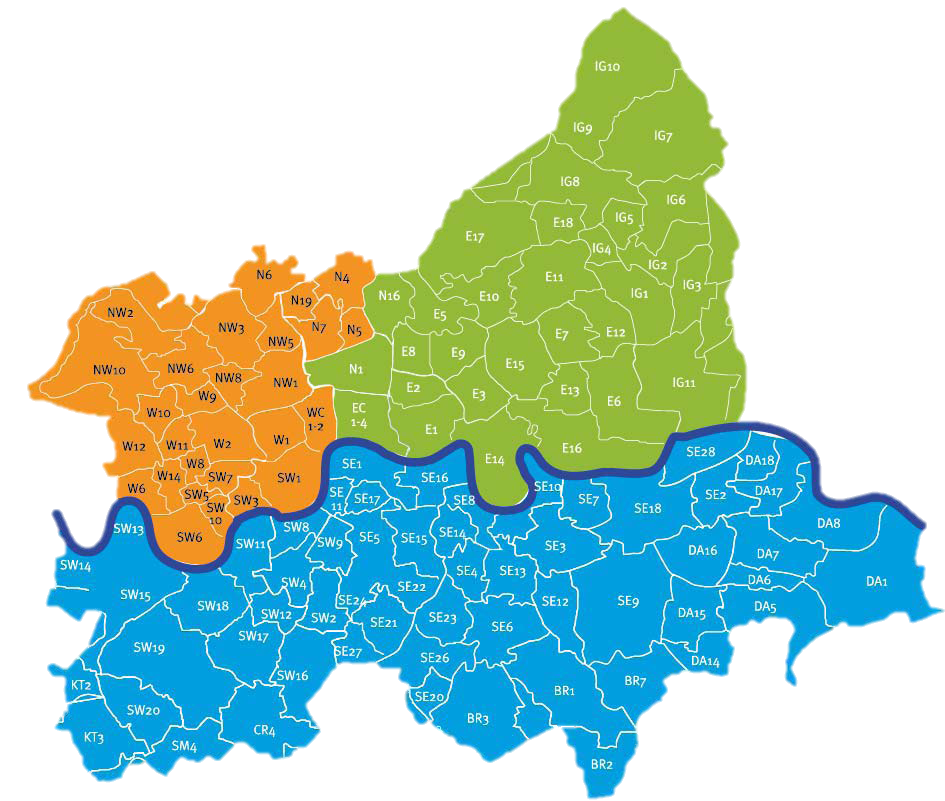 IG10
IG9
IG7
IG8
IG6
IG5
E18
E17
IG4
IG2
E11
IG3
IG1
N6
N4
N19
N16
E10
E5
NW2
NW3
N7
N5
E7
E12
NW5
E8
E9
E15
NW10
NW6
NW8
NW1
N1
E2
E3
E13
E6
IG11
W9
W10
WC
1-2
EC
1-4
E1
W12
W11
W2
W1
E14
E16
W8
W14
SW7
SW1
W6
SW5
SW3
SW
10
SW6
SE1
SE16
SE28
DA18
SE
11
SE17
SE8
SE10
SE7
SE18
SE2
DA17
SW13
SW11
SW8
SW9
SE5
SE15
SE14
SE3
DA16
DA8
DA7
SW14
SW15
SW18
SW4
SE22
SE4
SE13
DA6
DA1
SE24
SW12
SW2
SE12
SE9
DA15
DA5
SE21
SE23
SE6
SW17
SW19
SE27
SE26
DA14
SW16
KT2
SE20
BR1
BR7
SW20
BR3
CR4
KT3
SM4
BR2